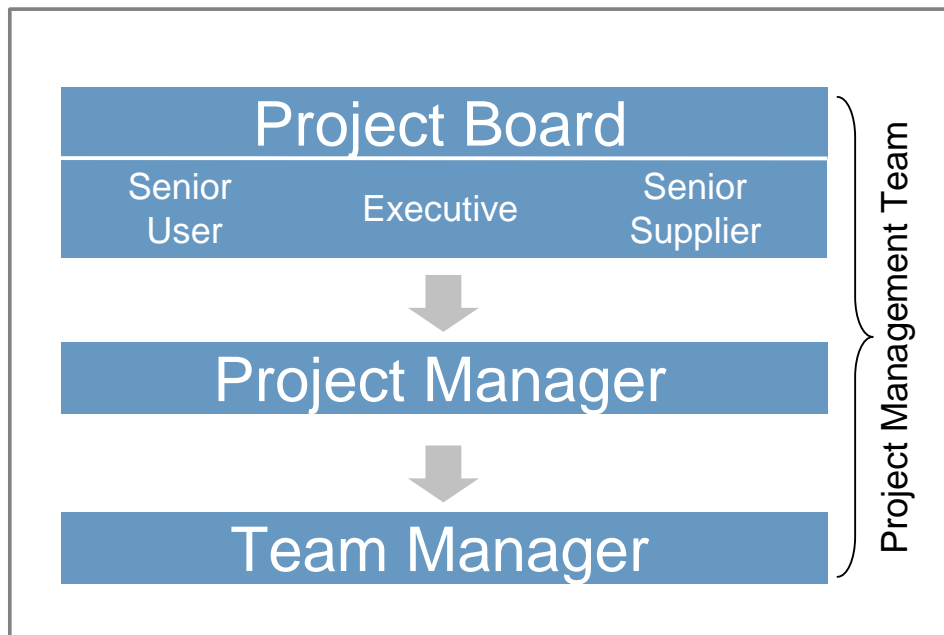 Project Board
Senior
User
Executive
Senior
Supplier
Project Manager
Team Manager
Project Management Team